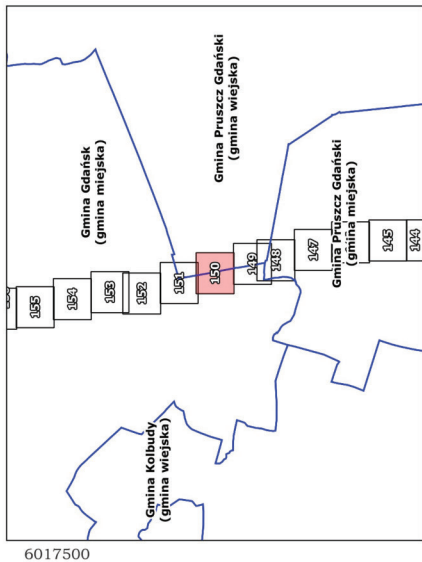 Gmina Gdańsk
(gmina miejska)
Gmina Pruszcz Gdański
(gmina wiejska)
Gmina Kolbudy
(gmina wiejska)
Gmina Pruszcz Gdański
(gmina miejska)
155
154
153
152
151
150
149
148
147
145
144
6017500